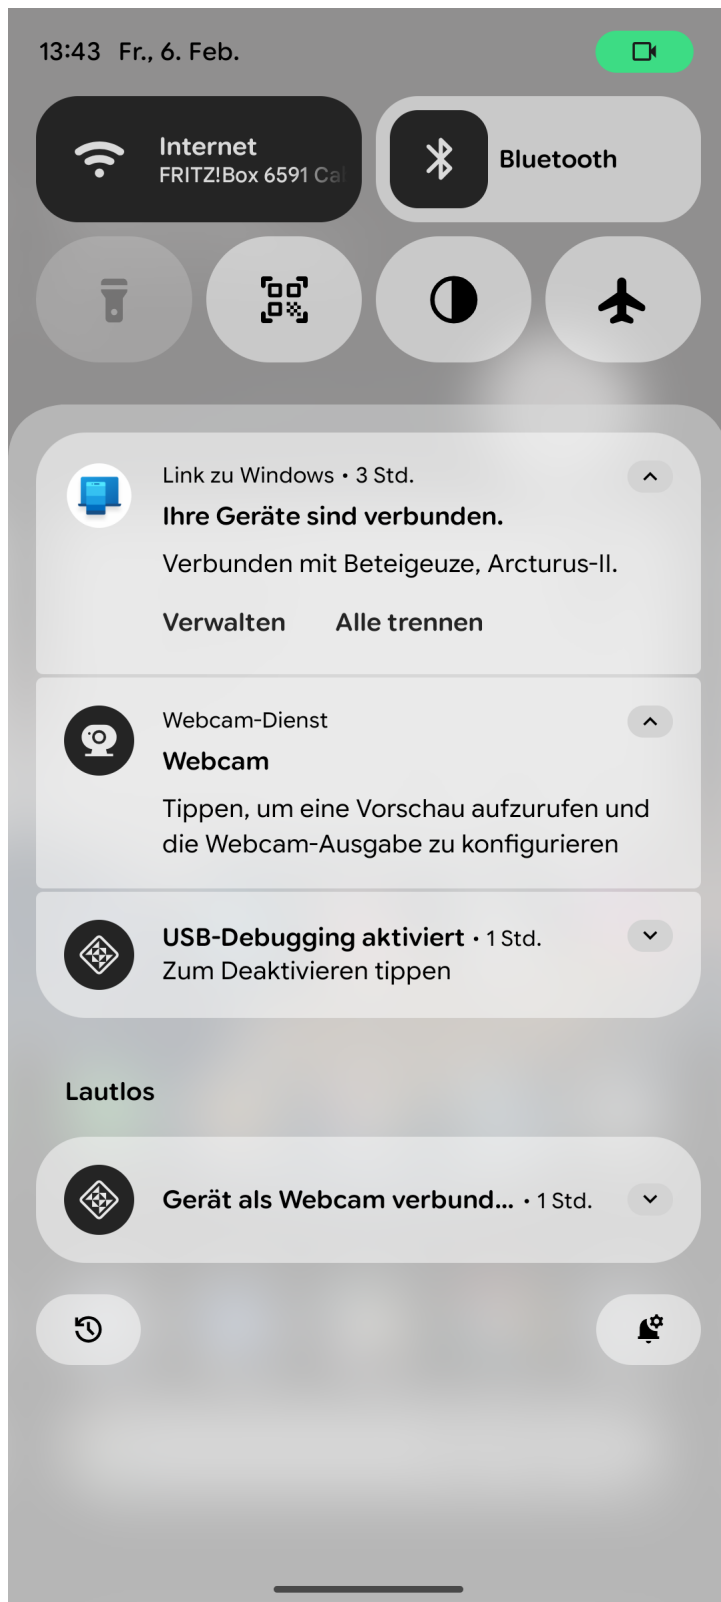 13:43 Fr., 6. Feb.
Internet
FRITZ!Box 6591 Cal
Bluetooth
Link zu Windows • 3 Std.
Ihre Geräte sind verbunden.
Verbunden mit Beteigeuze, Arcturus-II.
Verwalten Alle trennen
Webcam-Dienst
Webcam
Tippen, um eine Vorschau aufzurufen und
die Webcam-Ausgabe zu konfigurieren
USB-Debugging aktiviert • 1 Std.
Zum Deaktivieren tippen
Lautlos
Gerät als Webcam verbund... • 1 Std.